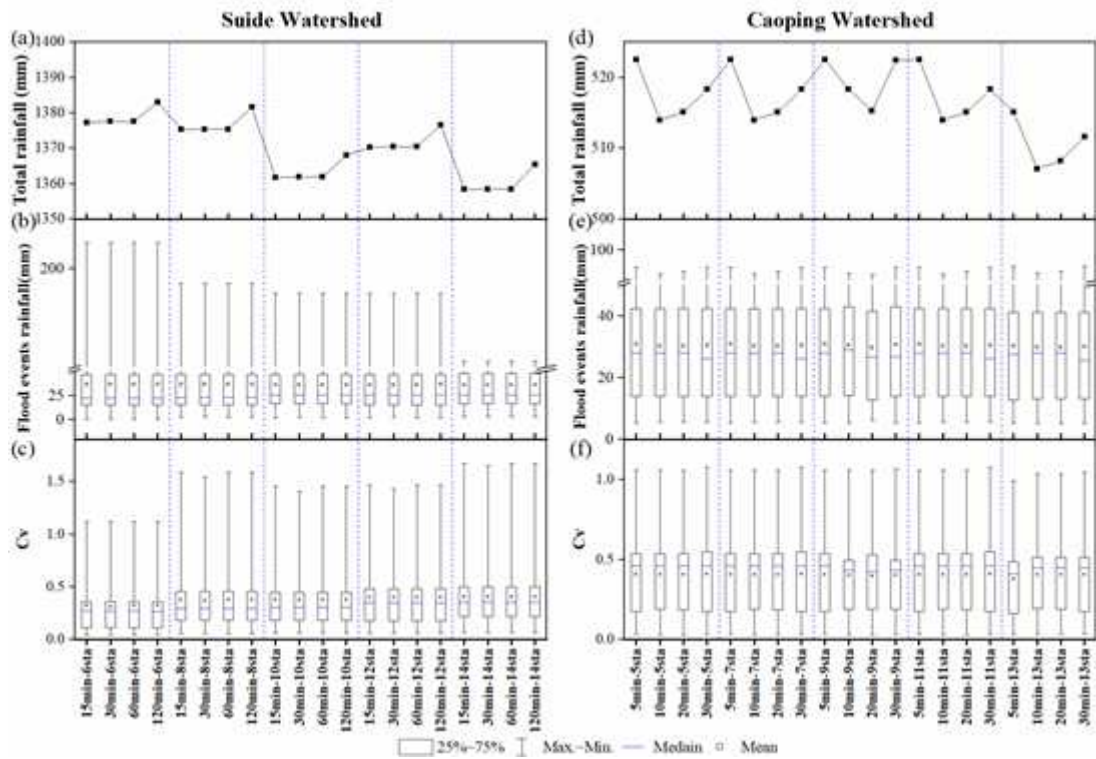 Suide Watershed
Caoping Watershed
(a)
1400
1390
1380
1370
1360
1350
Total rainfall (mm)
(b)
200
25
0
Flood events rainfall(mm)
(c)
1.5
1.0
0.5
0.0
Cv
15min-6sta
30min-6sta
60min-6sta
120min-6sta
15min-8sta
30min-8sta
60min-8sta
120min-8sta
15min-10sta
30min-10sta
60min-10sta
120min-10sta
15min-12sta
30min-12sta
60min-12sta
120min-12sta
15min-14sta
30min-14sta
60min-14sta
120min-14sta
(d)
520
510
500
Total rainfall (mm)
(e)
100
40
20
0
Flood events rainfall(mm)
(f)
1.0
0.5
0.0
Cv
5min-5sta
10min-5sta
20min-5sta
30min-5sta
5min-7sta
10min-7sta
20min-7sta
30min-7sta
5min-9sta
10min-9sta
20min-9sta
30min-9sta
5min-11sta
10min-11sta
20min-11sta
30min-11sta
5min-13sta
10min-13sta
20min-13sta
30min-13sta
25%~75% Max.~Min. Medain Mean